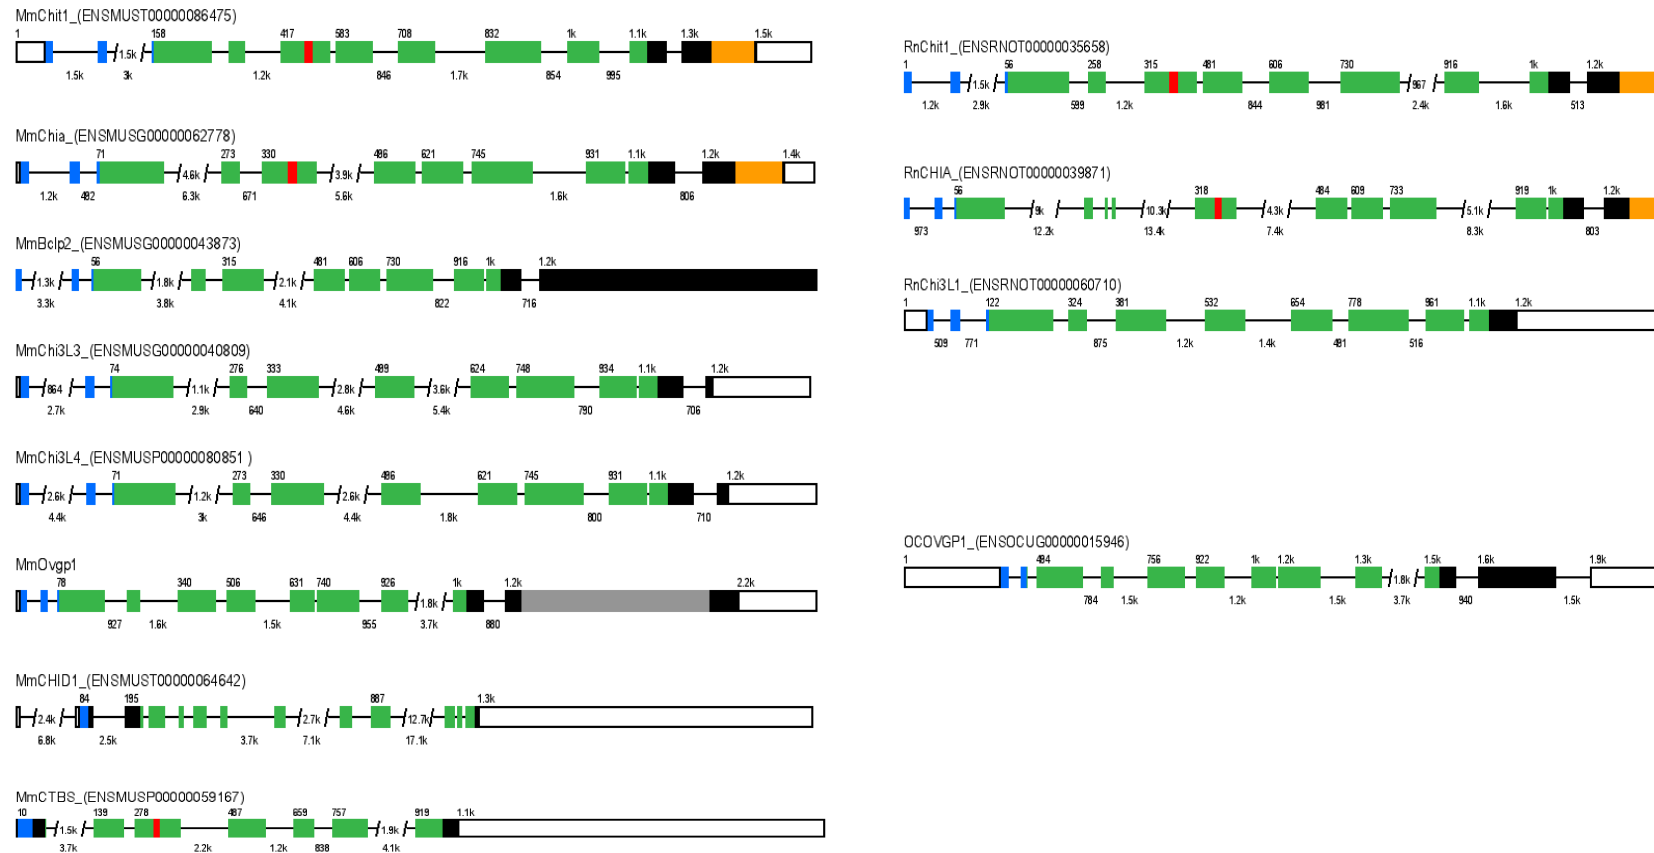 MmChit1_(ENSMUST00000086475)
1 158 417 583 708 832 1k 1.1k 1.3k 1.5k
1.5k
1.5k 3k 1.2k 846 1.7k 854 995
MmChia_(ENSMUSG00000062778)
71 273 330 496 621 745 931 1.1k 1.2k 1.4k
4.6k 3.9k
1.2k 492 6.3k 671 5.6k 1.6k 806
MmBclp2_(ENSMUSG00000043873)
56 315 481 606 730 916 1k 1.2k
1.3k 1.8k 2.1k
3.3k 3.8k 4.1k 822 716
MmChi3L3_(ENSMUSG00000040809)
74 276 333 499 624 748 934 1.1k 1.2k
864 1.1k 2.8k 3.6k
2.7k 2.9k 640 4.6k 5.4k 790 706
MmChi3L4_(ENSMUSP00000080851 )
71 273 330 496 621 745 931 1.1k 1.2k
2.6k 1.2k 2.6k
4.4k 3k 646 4.4k 1.8k 800 710
MmOvgp1
78 340 506 631 740 926 1k 1.2k 2.2k
1.8k
927 1.6k 1.5k 955 3.7k 880
MmCHID1_(ENSMUST00000064642)
84 195 887 1.3k
2.4k 2.7k 12.7k
6.8k 2.5k 3.7k 7.1k 17.1k
MmCTBS_(ENSMUSP00000059167)
10 139 278 487 659 757 919 1.1k
1.5k 1.9k
3.7k 2.2k 1.2k 838 4.1k
RnChit1_(ENSRNOT00000035658)
1 56 258 315 481 606 730 916 1k 1.2k
1.5k 967
1.2k 2.9k 599 1.2k 844 981 2.4k 1.6k 513
RnCHIA_(ENSRNOT00000039871)
56 318 484 609 733 919 1k 1.2k
9k 10.3k 4.3k 5.1k
973 12.2k 13.4k 7.4k 8.3k 803
RnChi3L1_(ENSRNOT00000060710)
1 122 324 381 532 654 778 961 1.1k 1.2k
509 771 875 1.2k 1.4k 481 516
OCOVGP1_(ENSOCUG00000015946)
1 494 756 922 1k 1.2k 1.3k 1.5k 1.6k 1.9k
1.8k
784 1.5k 1.2k 1.5k 3.7k 940 1.5k